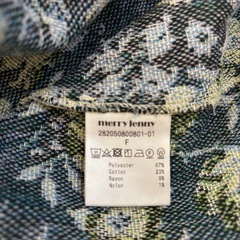 merry jenny
282050800801-01
F
Polyester 67%
Cotton 23%
Rayon 9%
Nylon 1%